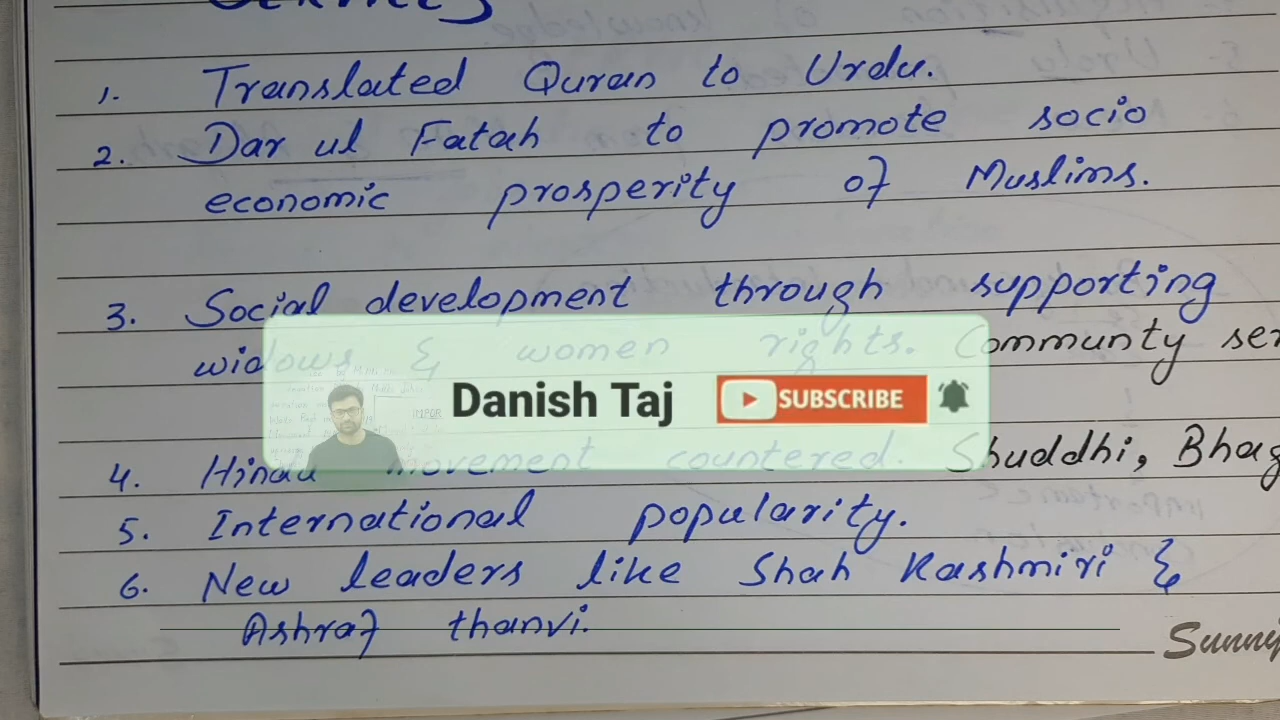 SERVICES
1. Translated Quran to Urdu.
2. Dar ul Fatah to promote socio
economic prosperity of Muslims.
3. Social development through supporting
widows & women rights. Communty ser
4. Hindu movement countered. Shuddhi, Bhag
5. International popularity.
6. New leaders like Shah Kashmiri &
Ashraf thanvi.
Danish Taj SUBSCRIBE
Sunny